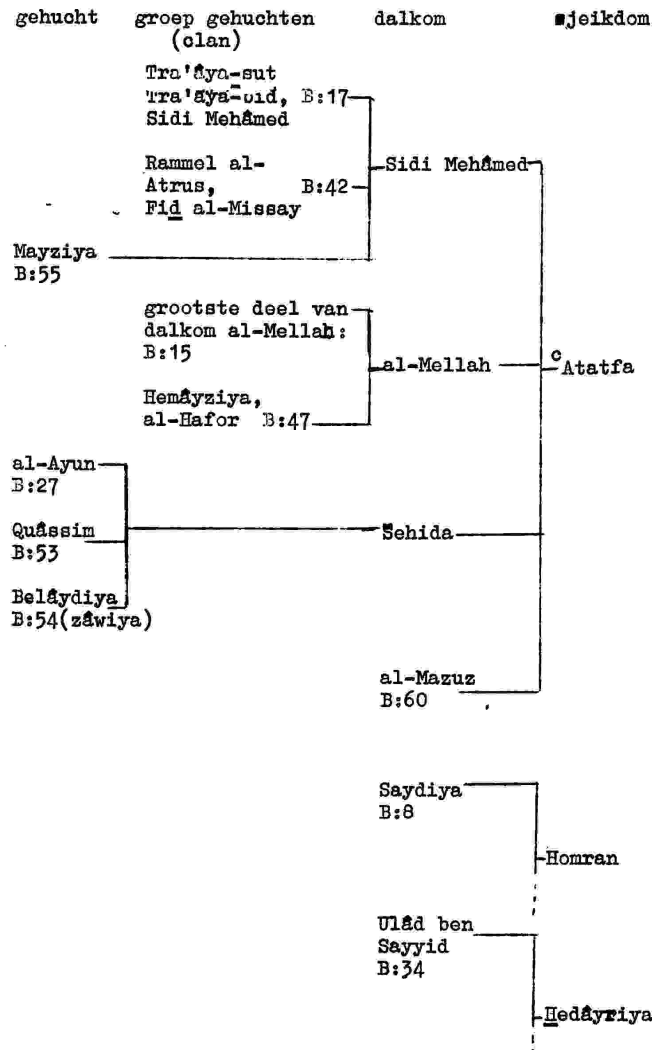 gehucht groep gehuchten dalkom sjeikdom
(clan)
Tra'âya-sut
Tra'âya-bid, B:17
Sidi Mehâmed
Sidi Mehâmed
Rammel al-
Atrus, B:42
Fid al-Missay
Mayziya
B:55
grootste deel van
dalkom al-Mellah:
B:15
al-Mellah
cAtatfa
Hemâyziya,
al-Hafor B:47
al-Ayun
B:27
Quâssim
B:53
Sehida
Belâydiya
B:54(zâwiya)
al-Mazuz
B:60
Saydiya
B:8
Homran
Ulâd ben
Sayyid
B:34
Hedâyriya